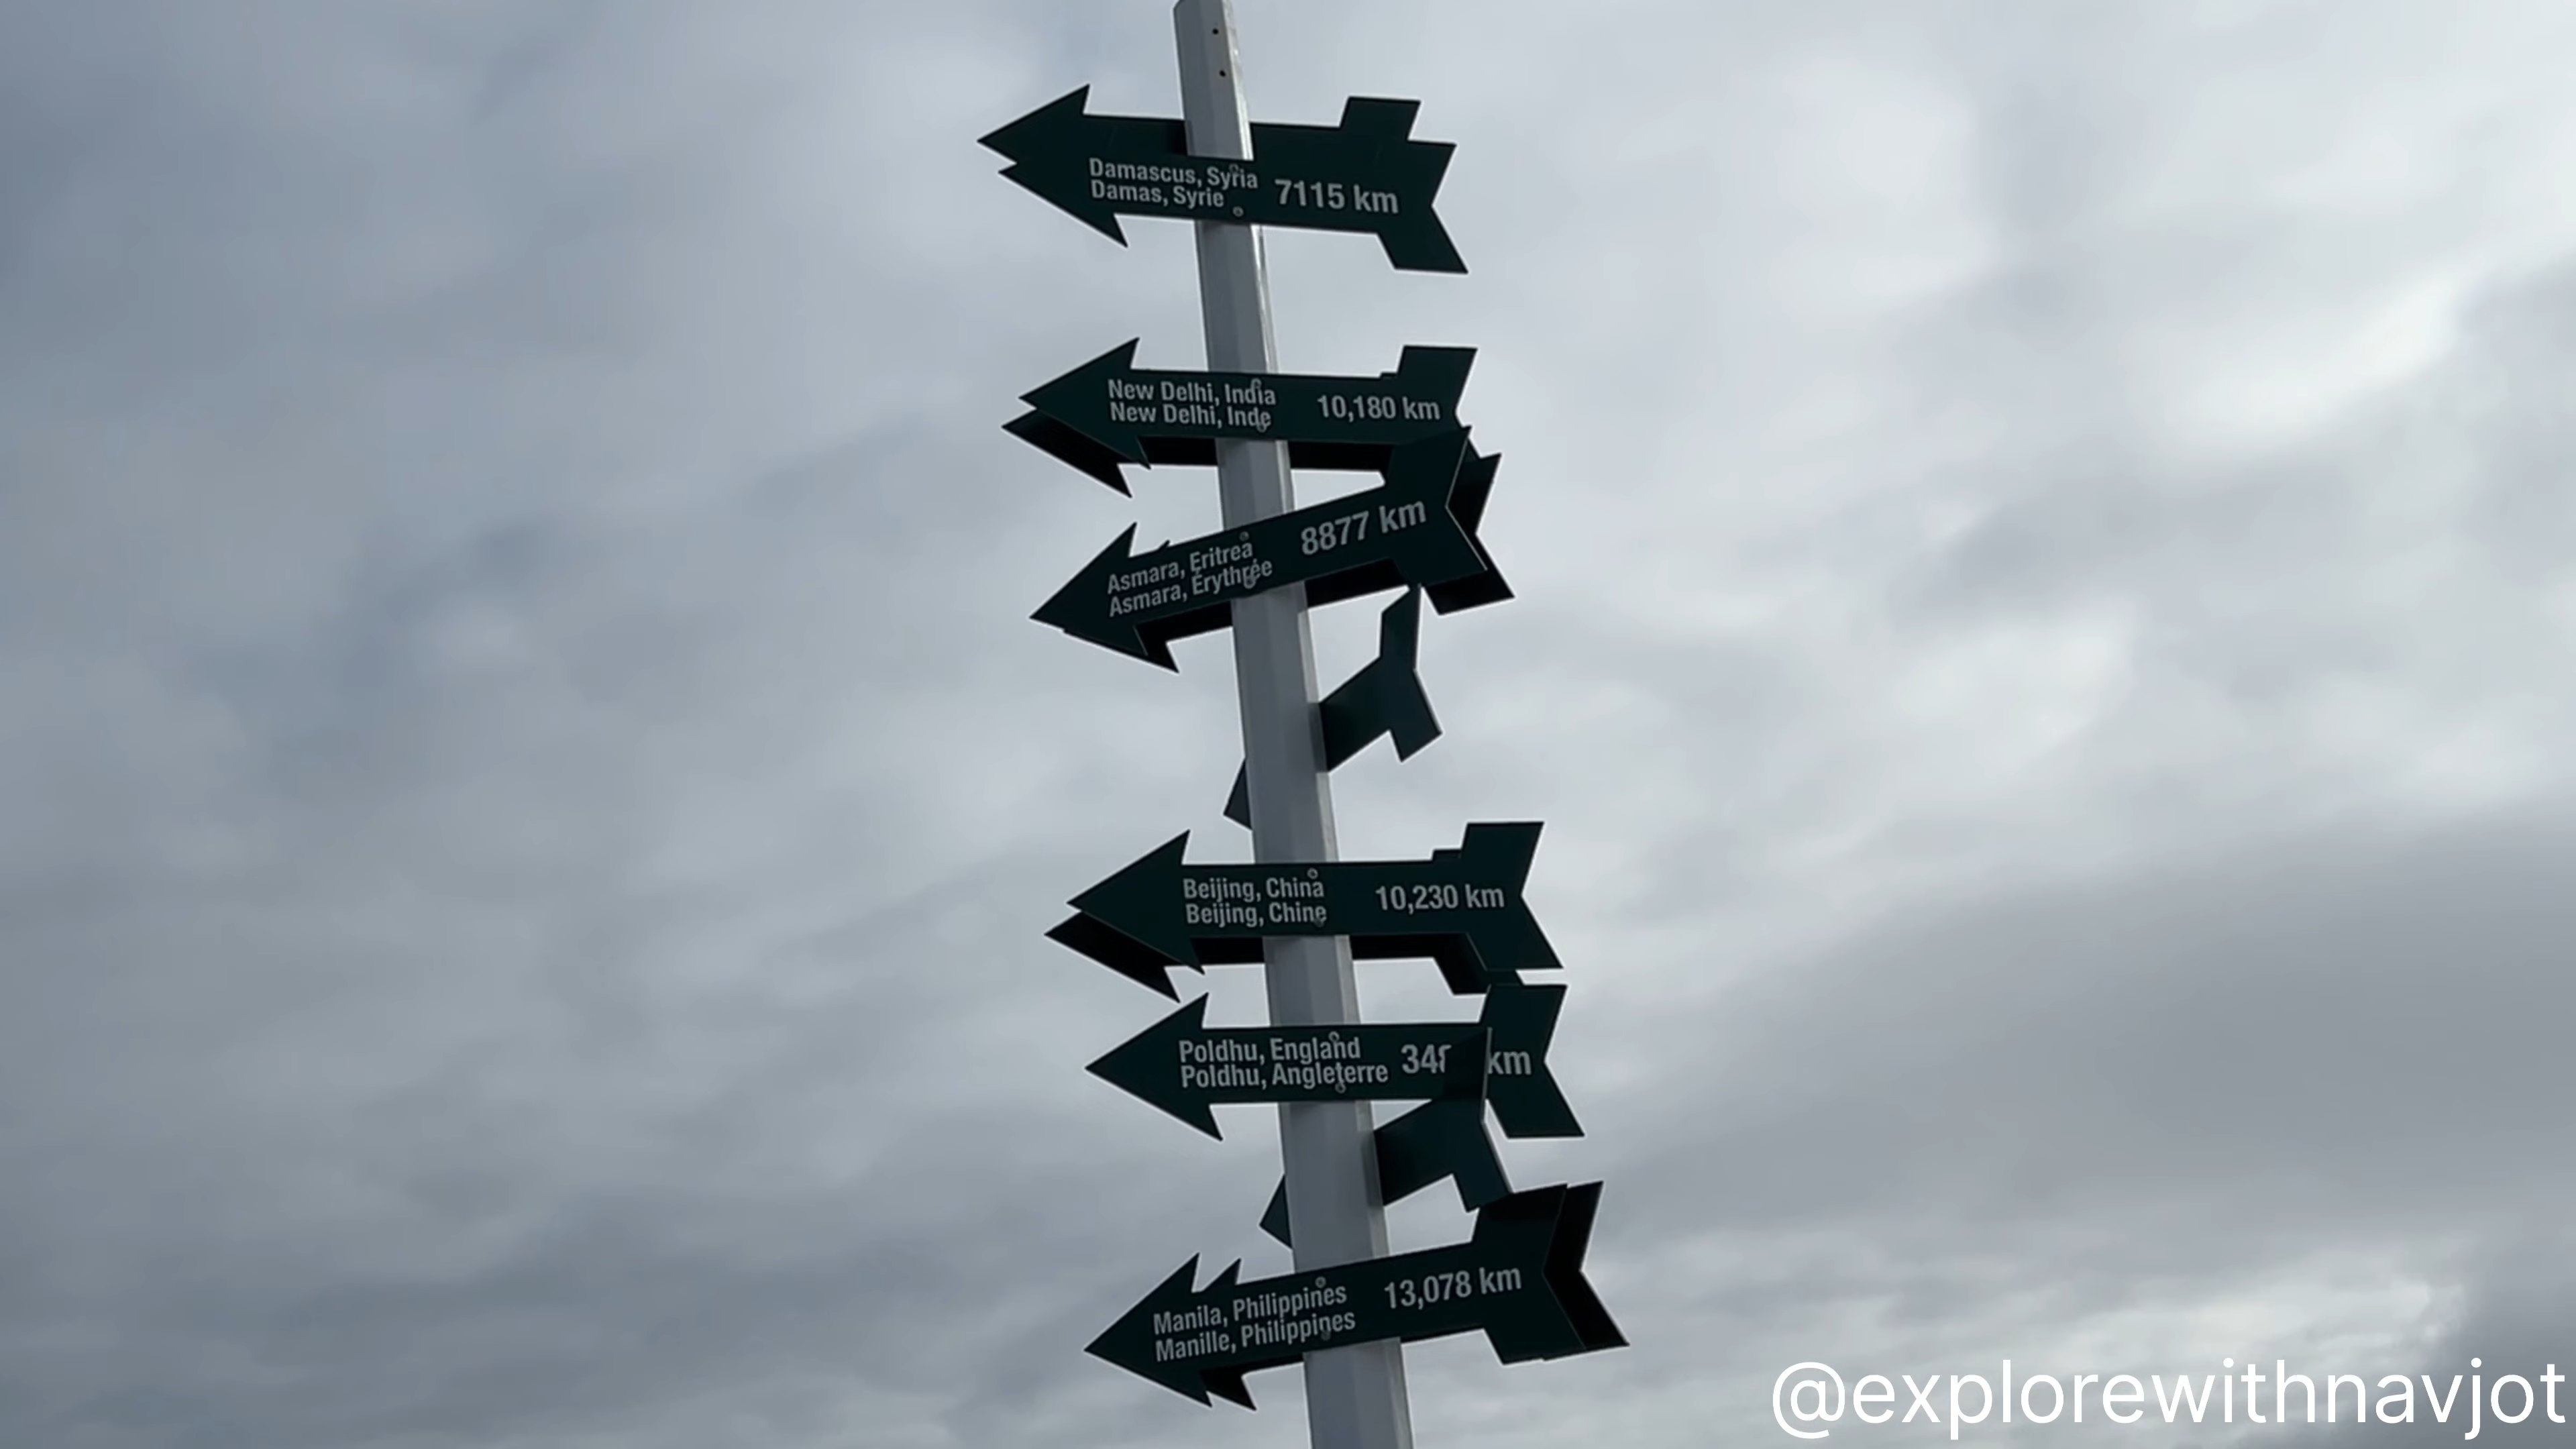 Damascus, Syria
Damas, Syrie
7115 km
New Delhi, India
New Delhi, Inde
10,180 km
Asmara, Eritrea
Asmara, Érythrée
8877 km
Beijing, China
Beijing, Chine
10,230 km
Poldhu, England
Poldhu, Angleterre
km
Manila, Philippines
Manille, Philippines
13,078 km
@explorewithnavjot